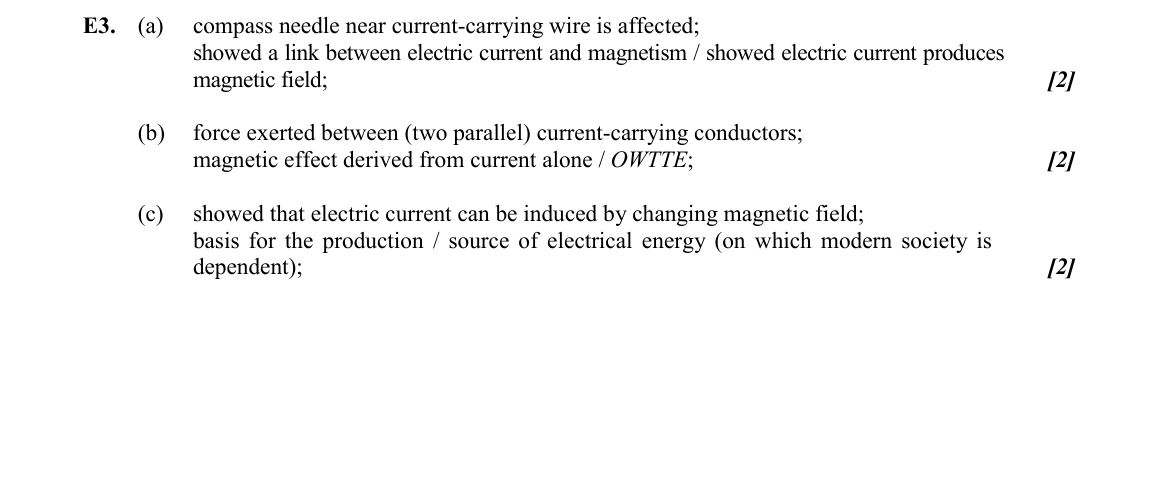 E3. (a) compass needle near current-carrying wire is affected;
showed a link between electric current and magnetism / showed electric current produces
magnetic field; [2]
(b) force exerted between (two parallel) current-carrying conductors;
magnetic effect derived from current alone / OWTTE; [2]
(c) showed that electric current can be induced by changing magnetic field;
basis for the production / source of electrical energy (on which modern society is
dependent); [2]